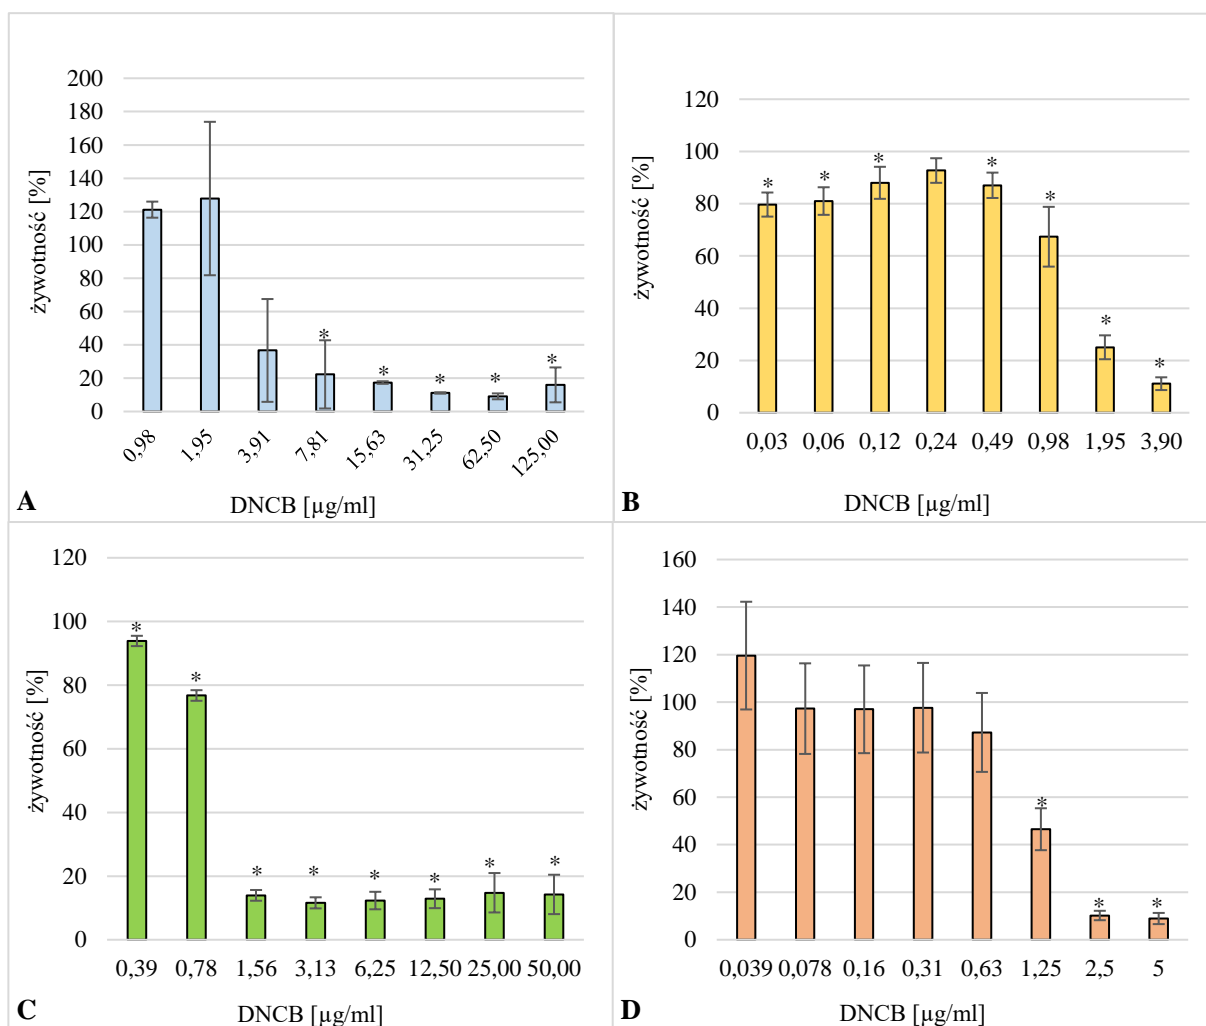 200
180
160
140
120
100
80
60
40
20
0
żywotność [%]
* * * * *
0,98 1,95 3,91 7,81 15,63 31,25 62,50 125,00
DNCB [µg/ml]
A
120
100
80
60
40
20
0
żywotność [%]
* * * * * * *
0,03 0,06 0,12 0,24 0,49 0,98 1,95 3,90
DNCB [µg/ml]
B
120
100
80
60
40
20
0
żywotność [%]
* * * * * * * *
0,39 0,78 1,56 3,13 6,25 12,50 25,00 50,00
DNCB [µg/ml]
C
160
140
120
100
80
60
40
20
0
żywotność [%]
* * *
0,039 0,078 0,16 0,31 0,63 1,25 2,5 5
DNCB [µg/ml]
D